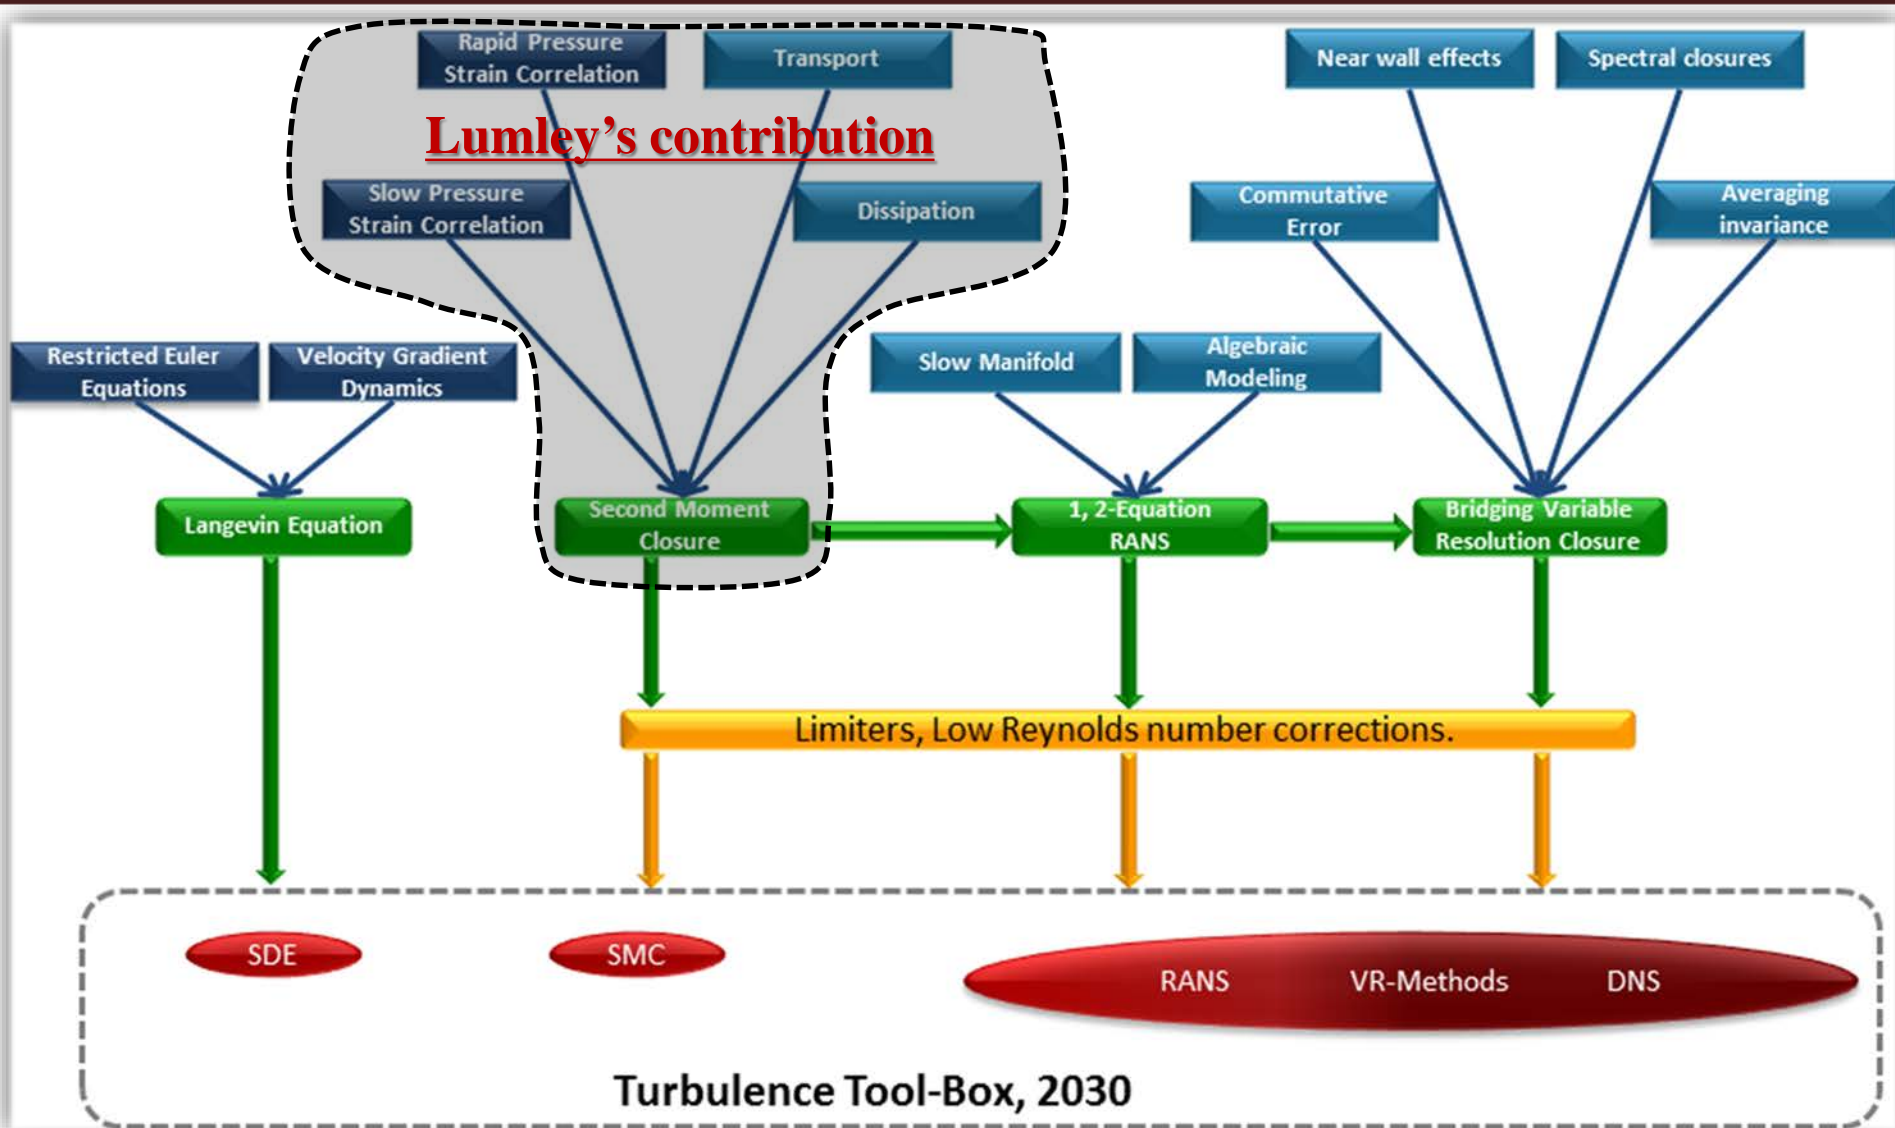 Rapid Pressure
Strain Correlation
Transport
Near wall effects
Spectral closures
Lumley’s contribution
Slow Pressure
Strain Correlation
Dissipation
Commutative
Error
Averaging
invariance
Restricted Euler
Equations
Velocity Gradient
Dynamics
Slow Manifold
Algebraic
Modeling
Langevin Equation
Second Moment
Closure
1, 2-Equation
RANS
Bridging Variable
Resolution Closure
Limiters, Low Reynolds number corrections.
SDE
SMC
RANS
VR-Methods
DNS
Turbulence Tool-Box, 2030